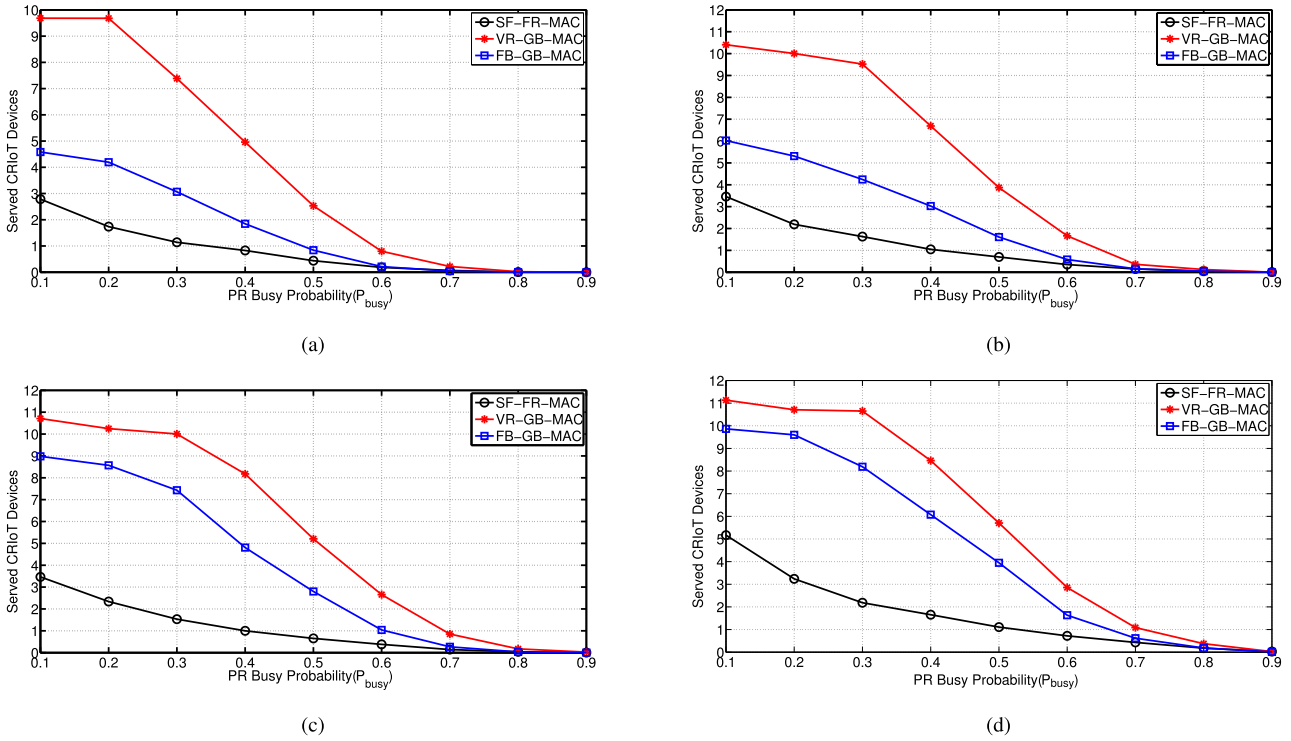 10
9
8
7
6
5
4
3
2
1
0
Served CRIoT Devices
SF-FR-MAC
VR-GB-MAC
FB-GB-MAC
0.1 0.2 0.3 0.4 0.5 0.6 0.7 0.8 0.9
PR Busy Probability(Pbusy)
(a)
12
11
10
9
8
7
6
5
4
3
2
1
0
Served CRIoT Devices
SF-FR-MAC
VR-GB-MAC
FB-GB-MAC
0.1 0.2 0.3 0.4 0.5 0.6 0.7 0.8 0.9
PR Busy Probability(Pbusy)
(b)
12
11
10
9
8
7
6
5
4
3
2
1
0
Served CRIoT Devices
SF-FR-MAC
VR-GB-MAC
FB-GB-MAC
0.1 0.2 0.3 0.4 0.5 0.6 0.7 0.8 0.9
PR Busy Probability(Pbusy)
(c)
12
11
10
9
8
7
6
5
4
3
2
1
0
Served CRIoT Devices
SF-FR-MAC
VR-GB-MAC
FB-GB-MAC
0.1 0.2 0.3 0.4 0.5 0.6 0.7 0.8 0.9
PR Busy Probability(Pbusy)
(d)